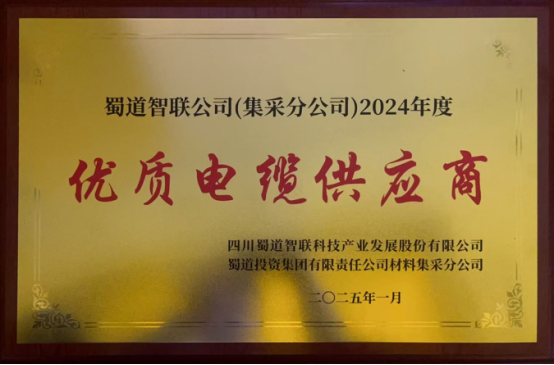 蜀道智联公司(集采分公司)2024年度
优质电缆供应商
四川蜀道智联科技产业发展股份有限公司
蜀道投资集团有限责任公司材料集采分公司
二〇二五年一月